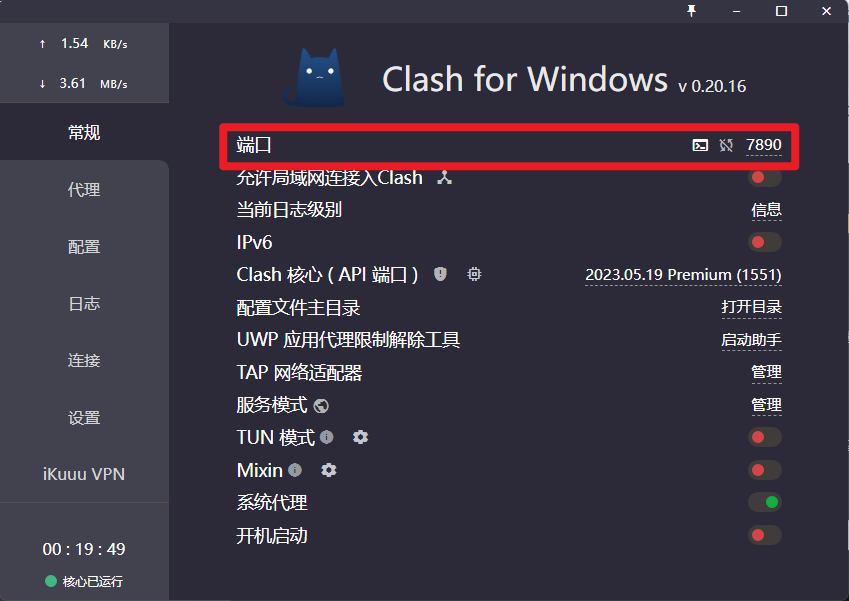 ↑ 1.54 KB/s
↓ 3.61 MB/s
常规
代理
配置
日志
连接
设置
iKuuu VPN
00 : 19 : 49
核心已运行
Clash for Windows v 0.20.16
端口 7890
允许局域网连接入Clash
当前日志级别 信息
IPv6
Clash 核心 ( API 端口 ) 2023.05.19 Premium (1551)
配置文件主目录 打开目录
UWP 应用代理限制解除工具 启动助手
TAP 网络适配器 管理
服务模式 管理
TUN 模式
Mixin
系统代理
开机启动